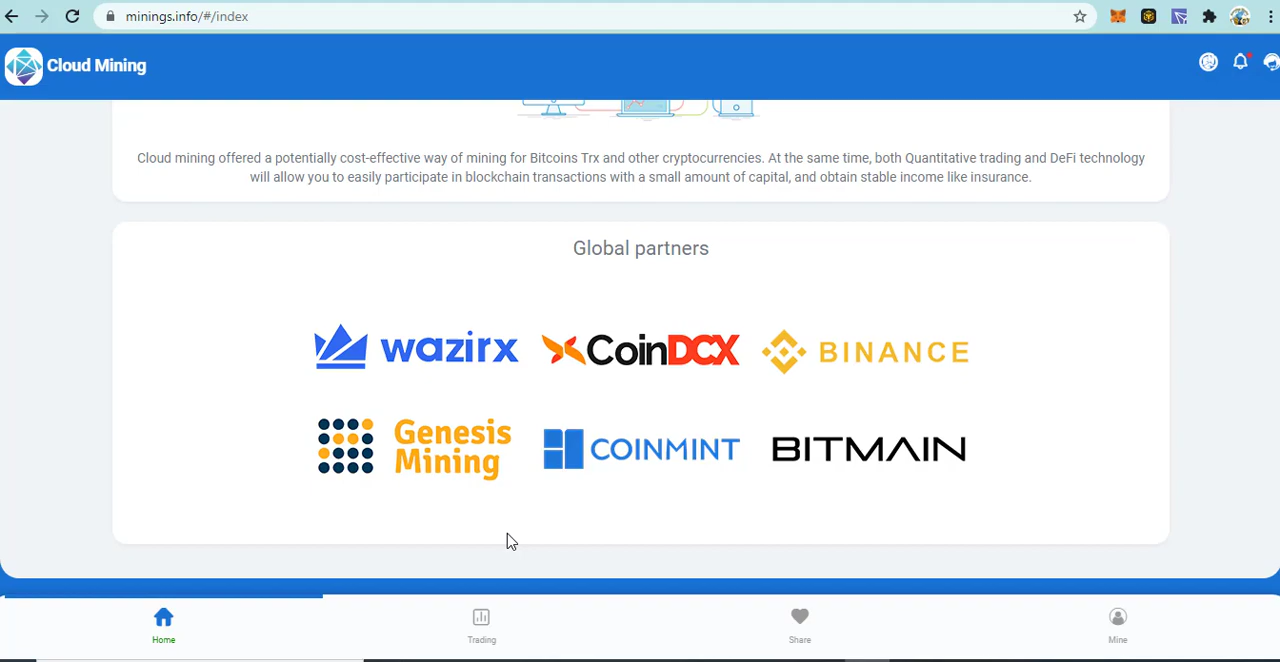 minings.info/#/index
Cloud Mining
Cloud mining offered a potentially cost-effective way of mining for Bitcoins Trx and other cryptocurrencies. At the same time, both Quantitative trading and DeFi technology
will allow you to easily participate in blockchain transactions with a small amount of capital, and obtain stable income like insurance.
Global partners
wazirx
CoinDCX
BINANCE
Genesis
Mining
COINMINT
BITMAIN
Home
Trading
Share
Mine